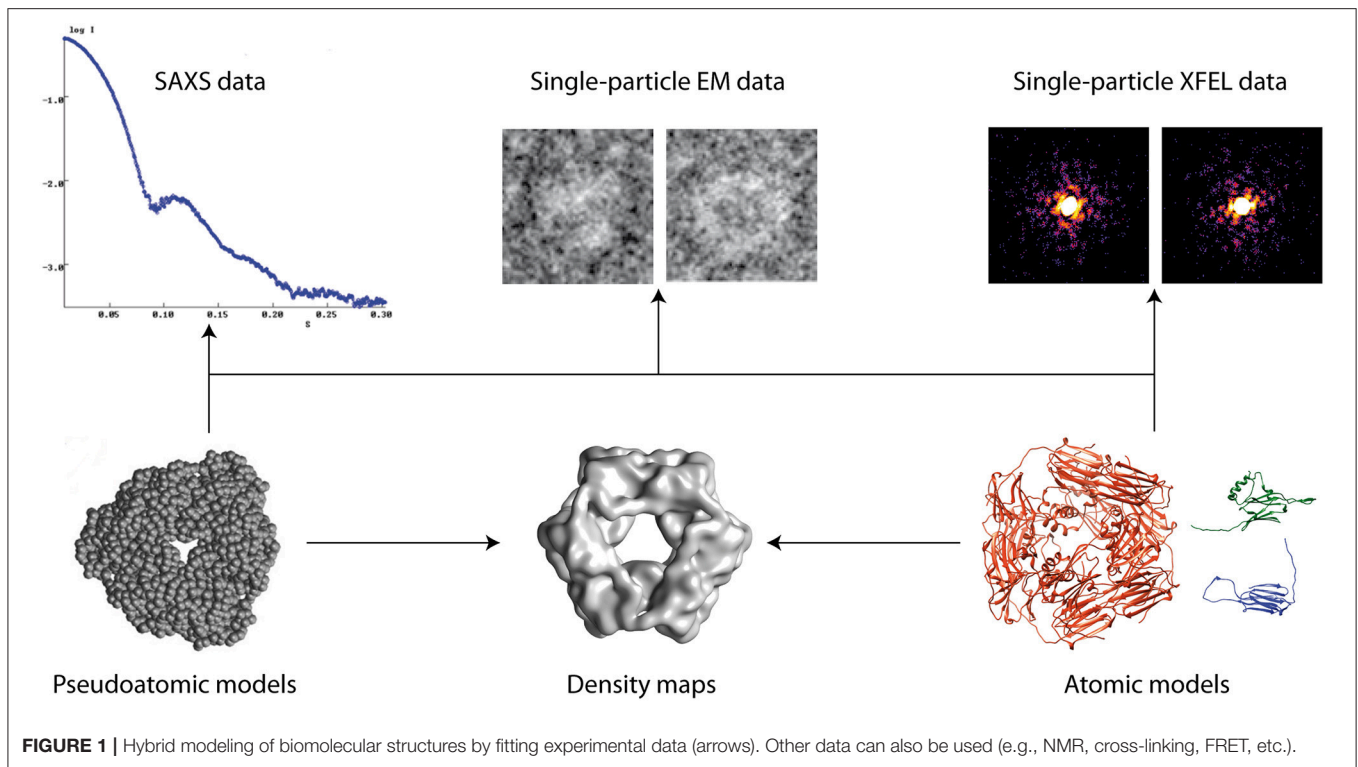 log I
SAXS data
Single-particle EM data
Single-particle XFEL data
-1.0
-2.0
-3.0
0.05 0.10 0.15 0.20 0.25 0.30
s
Pseudoatomic models
Density maps
Atomic models
FIGURE 1 | Hybrid modeling of biomolecular structures by fitting experimental data (arrows). Other data can also be used (e.g., NMR, cross-linking, FRET, etc.).